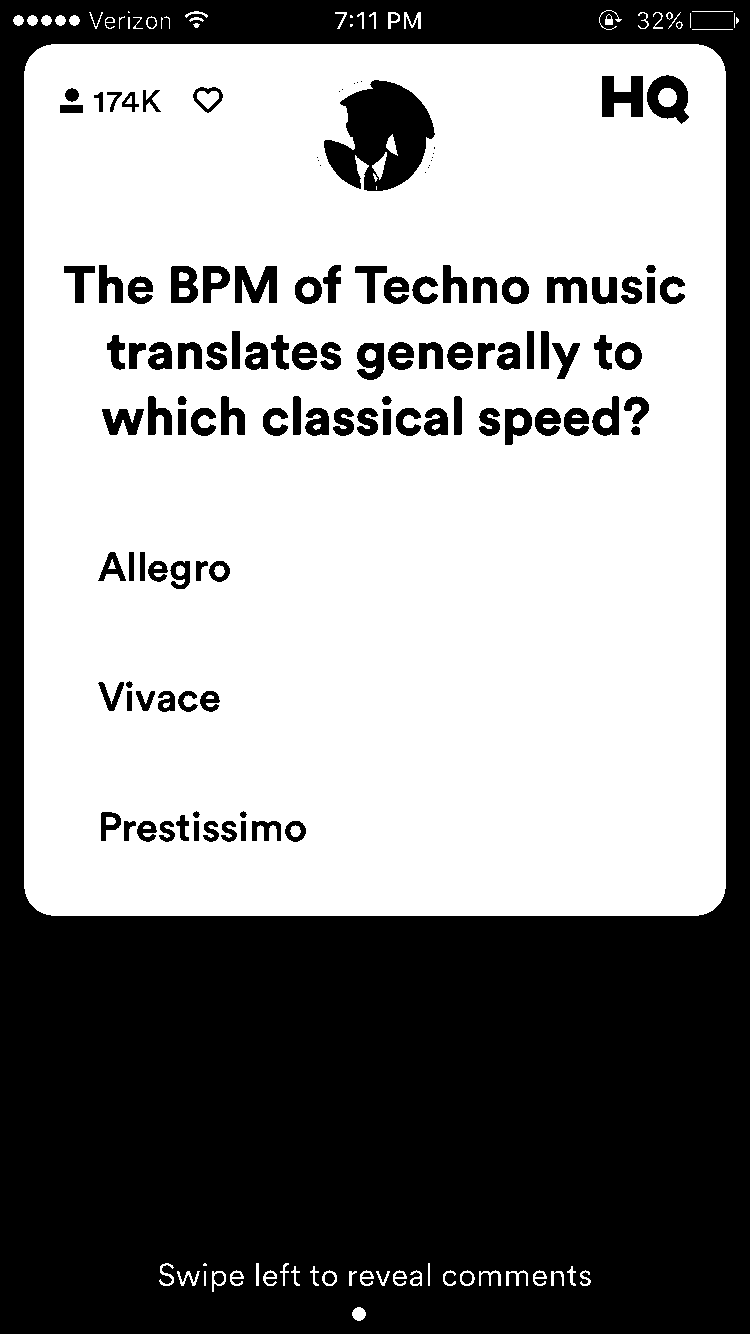 Verizon 7:11 PM 32%
174K HQ
The BPM of Techno music
translates generally to
which classical speed?
Allegro
Vivace
Prestissimo
Swipe left to reveal comments